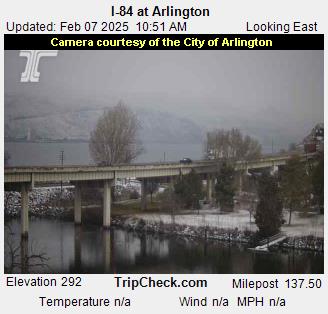 I-84 at Arlington
Updated: Feb 07 2025 10:51 AM Looking East
Camera courtesy of the City of Arlington
Elevation 292 TripCheck.com Milepost 137.50
Temperature n/a Wind n/a MPH n/a